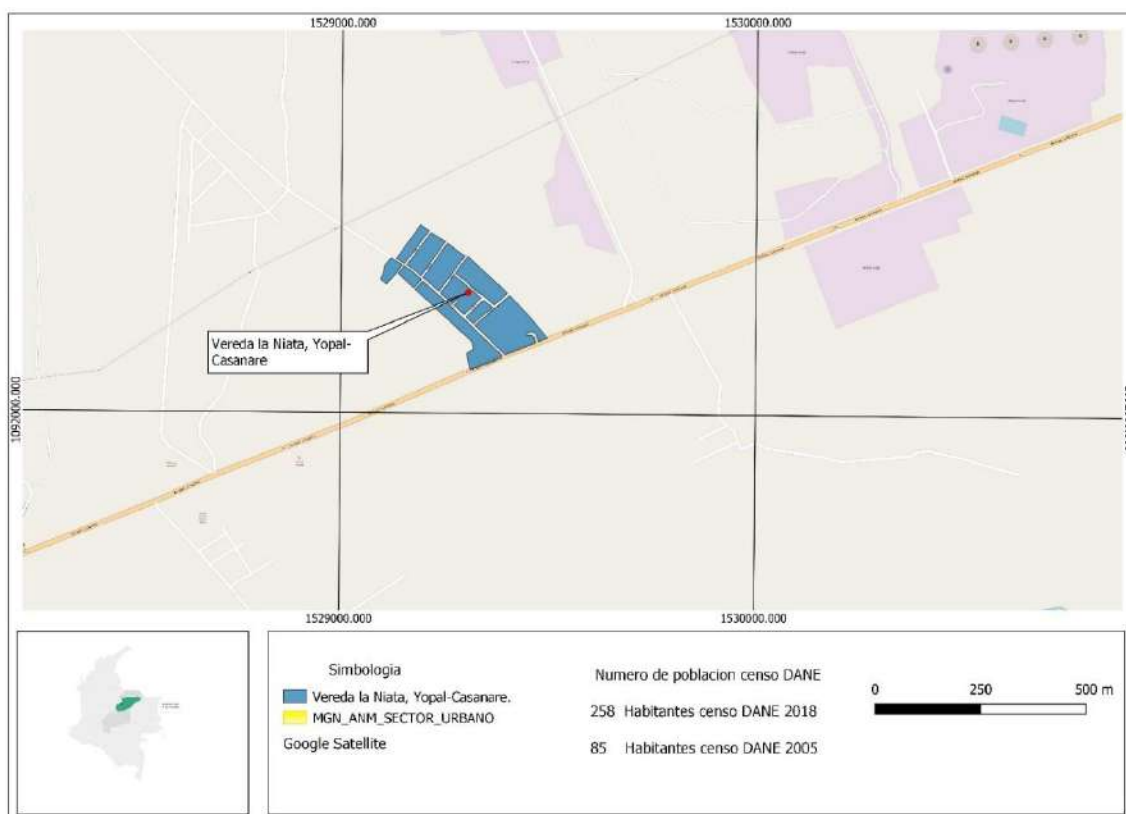 1529000.000
1530000.000
Vereda la Niata, Yopal-
Casanare
1092000.000
1529000.000
1530000.000
Simbologia
Vereda la Niata, Yopal-Casanare.
MGN_ANM_SECTOR_URBANO
Google Satellite
Numero de poblacion censo DANE
258 Habitantes censo DANE 2018
85 Habitantes censo DANE 2005
0 250 500 m